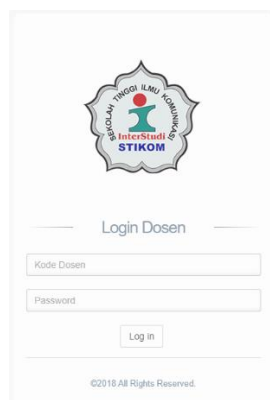 SEKOLAH TINGGI ILMU KOMUNIKASI
InterStudi
STIKOM
Login Dosen
Kode Dosen
Password
Log in
©2018 All Rights Reserved.